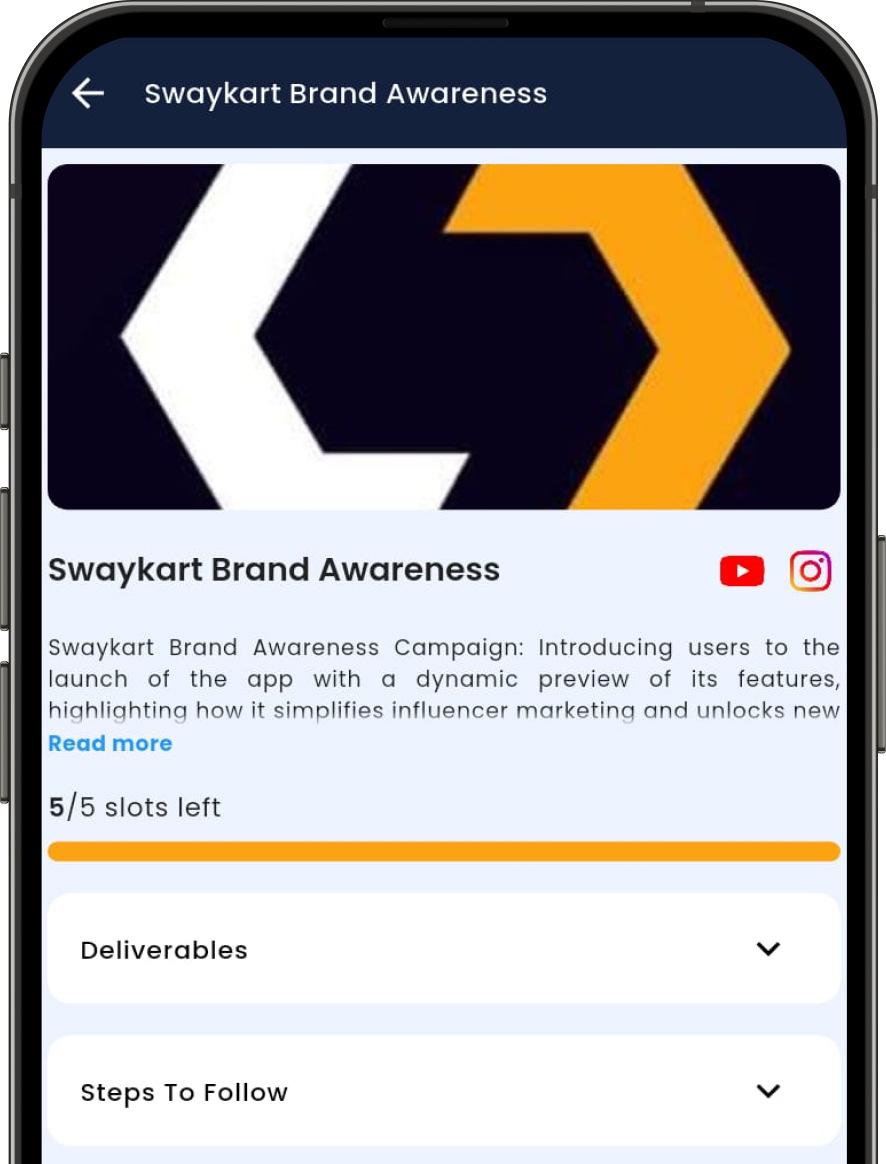 Swaykart Brand Awareness
Swaykart Brand Awareness
Swaykart Brand Awareness Campaign: Introducing users to the
launch of the app with a dynamic preview of its features,
highlighting how it simplifies influencer marketing and unlocks new
Read more
5/5 slots left
Deliverables
Steps To Follow